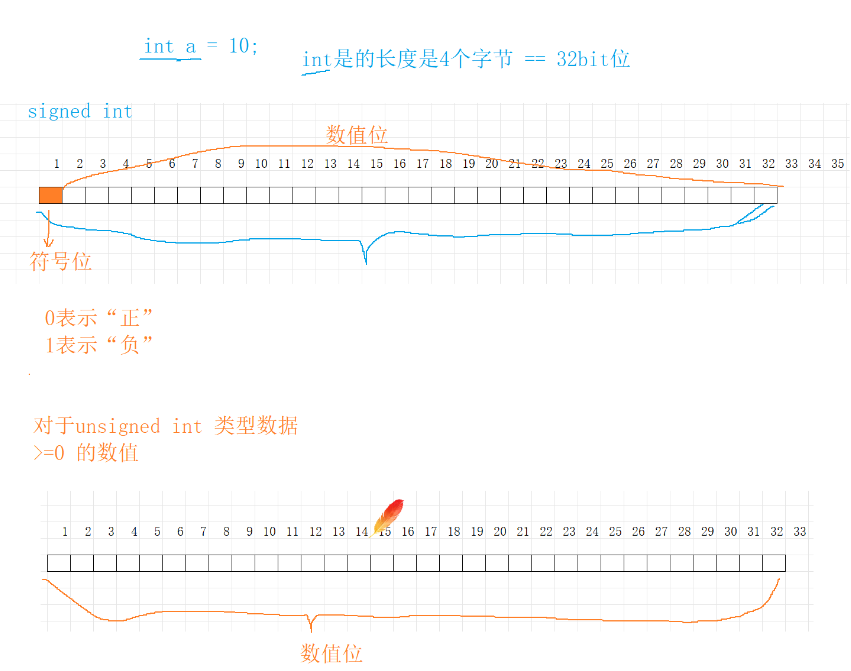 int a = 10;
int是的长度是4个字节 == 32bit位
signed int
数值位
1 2 3 4 5 6 7 8 9 10 11 12 13 14 15 16 17 18 19 20 21 22 23 24 25 26 27 28 29 30 31 32 33 34 35
符号位
0表示“正”
1表示“负”
对于unsigned int 类型数据
>=0 的数值
1 2 3 4 5 6 7 8 9 10 11 12 13 14 15 16 17 18 19 20 21 22 23 24 25 26 27 28 29 30 31 32 33
数值位